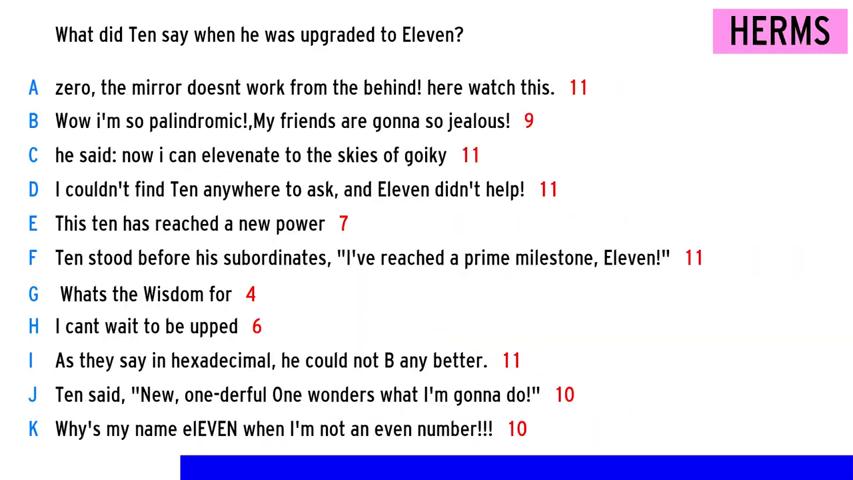 What did Ten say when he was upgraded to Eleven?
HERMS
A zero, the mirror doesnt work from the behind! here watch this. 11
B Wow i'm so palindromic!,My friends are gonna so jealous! 9
C he said: now i can elevenate to the skies of goiky 11
D I couldn't find Ten anywhere to ask, and Eleven didn't help! 11
E This ten has reached a new power 7
F Ten stood before his subordinates, "I've reached a prime milestone, Eleven!" 11
G Whats the Wisdom for 4
H I cant wait to be upped 6
I As they say in hexadecimal, he could not B any better. 11
J Ten said, "New, one-derful One wonders what I'm gonna do!" 10
K Why's my name elEVEN when I'm not an even number!!! 10